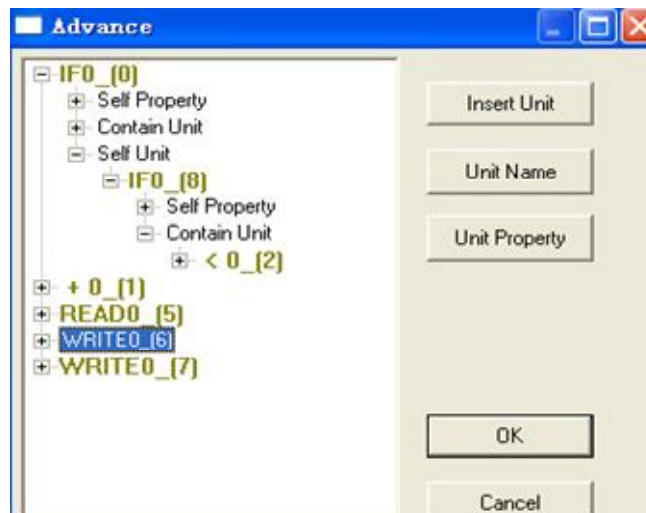 Advance
IF0_(0)
Self Property
Contain Unit
Self Unit
IF0_(8)
Self Property
Contain Unit
< 0_(2)
+ 0_(1)
READ0_(5)
WRITE0_(6)
WRITE0_(7)
Insert Unit
Unit Name
Unit Property
OK
Cancel